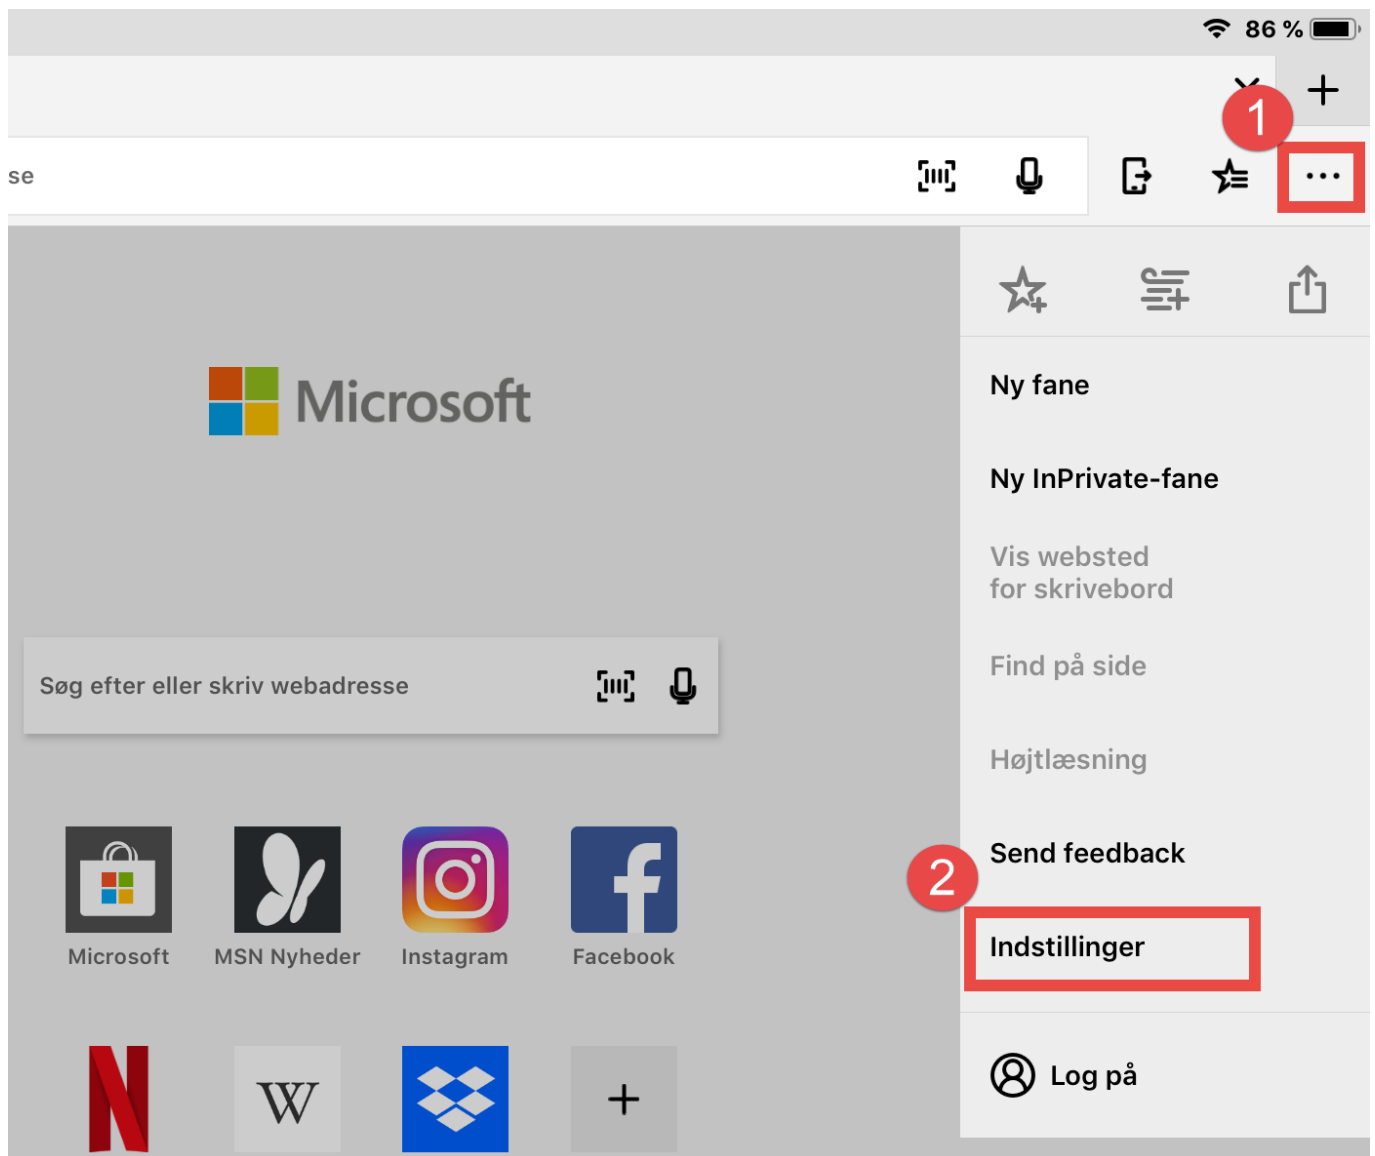 86 %
1
se
Microsoft
Ny fane
Ny InPrivate-fane
Vis websted
for skrivebord
Find på side
Højtlæsning
Send feedback
2
Indstillinger
Log på
Søg efter eller skriv webadresse
Microsoft
MSN Nyheder
Instagram
Facebook
N
W